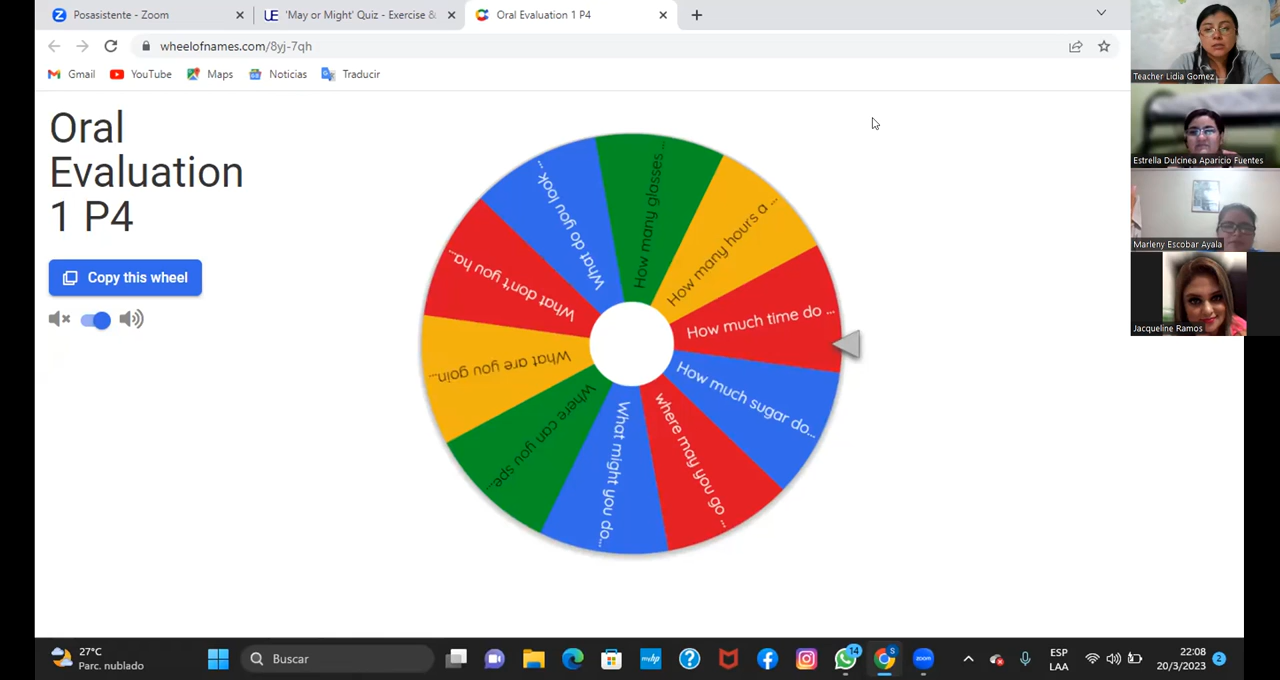 Posasistente - Zoom
'May or Might' Quiz - Exercise &
Oral Evaluation 1 P4
wheelofnames.com/8yj-7qh
Gmail
YouTube
Maps
Noticias
Traducir
Oral
Evaluation
1 P4
Copy this wheel
How many glasses ...
How many hours a ...
How much time do ...
How much sugar do...
where may you go ...
What might you do...
Where can you spe...
What are you goin...
What don't you ha...
What do you look ...
Teacher Lidia Gomez ...
Estrella Dulcinea Aparicio Fuentes
Marleny Escobar Ayala
Jacqueline Ramos
27°C
Parc. nublado
Buscar
myhp
14
S
zoom
ESP
LAA
22:08
20/3/2023
2